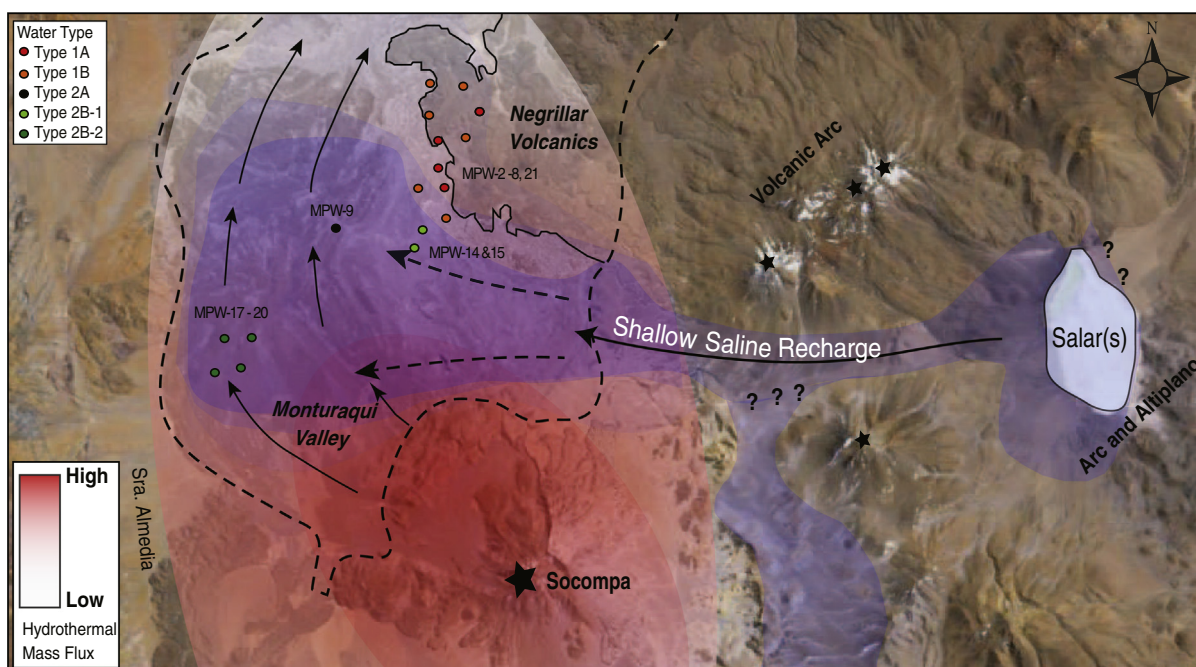 Water Type
Type 1A
Type 1B
Type 2A
Type 2B-1
Type 2B-2
N
Negrillar
Volcanics
Volcanic Arc
MPW-2 -8, 21
MPW-9
MPW-14 &15
? ?
MPW-17 - 20
Shallow Saline Recharge
Salar(s)
? ? ?
Monturaqui
Valley
Arc and Altiplano
High
Low
Hydrothermal
Mass Flux
Sra. Almedia
Socompa